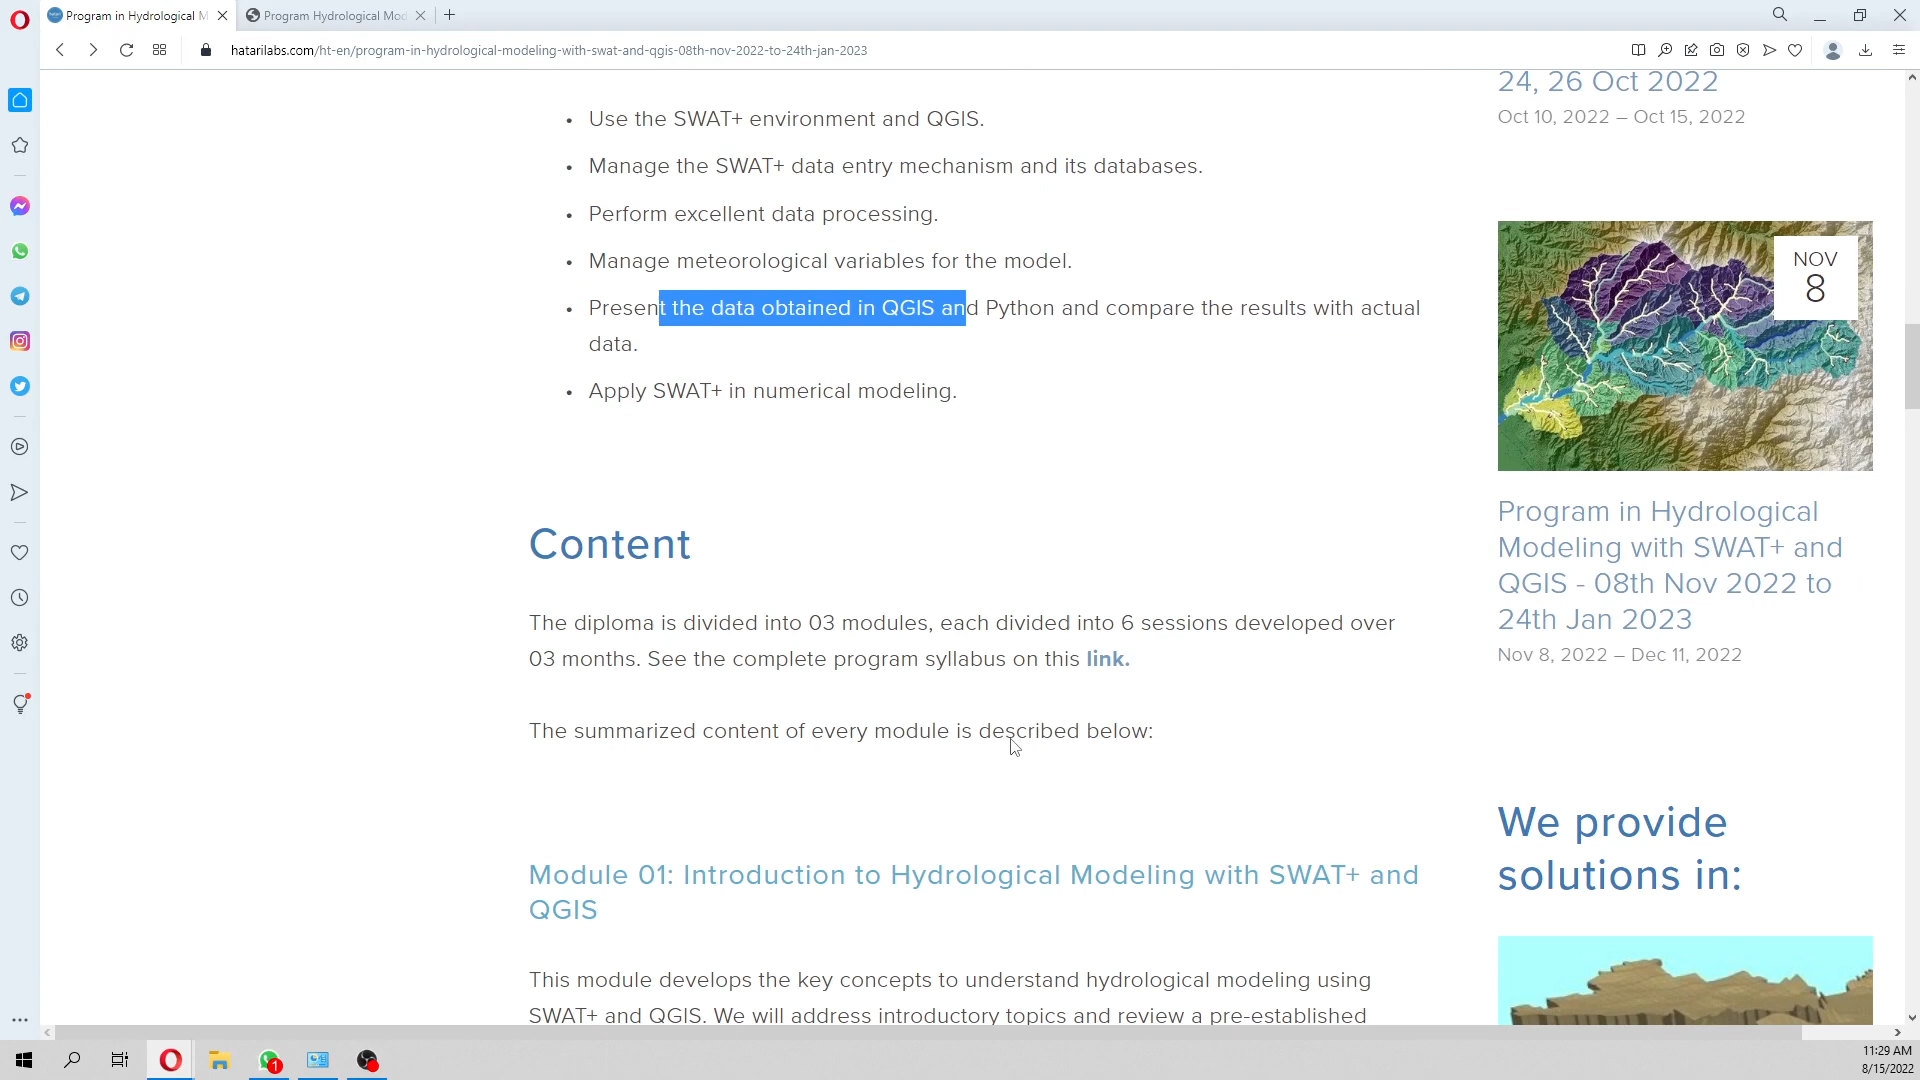 Program in Hydrological M
Program Hydrological Mod
hatarilabs.com/ht-en/program-in-hydrological-modeling-with-swat-and-qgis-08th-nov-2022-to-24th-jan-2023
• Use the SWAT+ environment and QGIS.
• Manage the SWAT+ data entry mechanism and its databases.
• Perform excellent data processing.
• Manage meteorological variables for the model.
• Present the data obtained in QGIS and Python and compare the results with actual
data.
• Apply SWAT+ in numerical modeling.
Content
The diploma is divided into 03 modules, each divided into 6 sessions developed over
03 months. See the complete program syllabus on this link.
The summarized content of every module is described below:
Module 01: Introduction to Hydrological Modeling with SWAT+ and
QGIS
This module develops the key concepts to understand hydrological modeling using
SWAT+ and QGIS. We will address introductory topics and review a pre-established
24, 26 Oct 2022
Oct 10, 2022 – Oct 15, 2022
NOV
8
Program in Hydrological
Modeling with SWAT+ and
QGIS - 08th Nov 2022 to
24th Jan 2023
Nov 8, 2022 – Dec 11, 2022
We provide
solutions in:
1
11:29 AM
8/15/2022